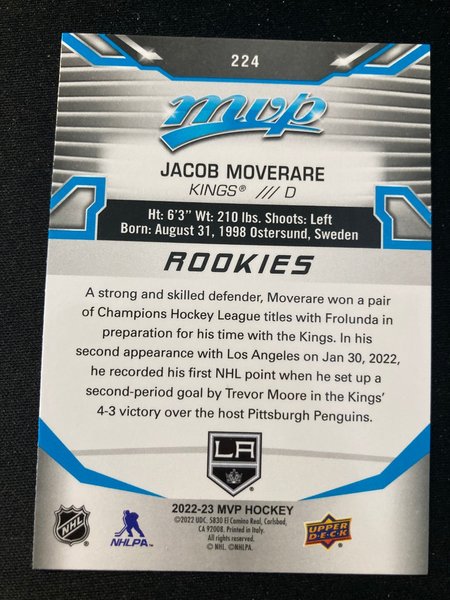 224
mvp
JACOB MOVERARE
KINGS® /// D
Ht: 6'3" Wt: 210 lbs. Shoots: Left
Born: August 31, 1998 Ostersund, Sweden
ROOKIES
A strong and skilled defender, Moverare won a pair
of Champions Hockey League titles with Frolunda in
preparation for his time with the Kings. In his
second appearance with Los Angeles on Jan 30, 2022,
he recorded his first NHL point when he set up a
second-period goal by Trevor Moore in the Kings'
4-3 victory over the host Pittsburgh Penguins.
LA
2022-23 MVP HOCKEY
©2022 UDC. 5830 El Camino Real, Carlsbad,
CA 92008. Printed in Italy.
All rights reserved.
© NHL. ©NHLPA.
NHL
NHLPA
UPPER
DECK